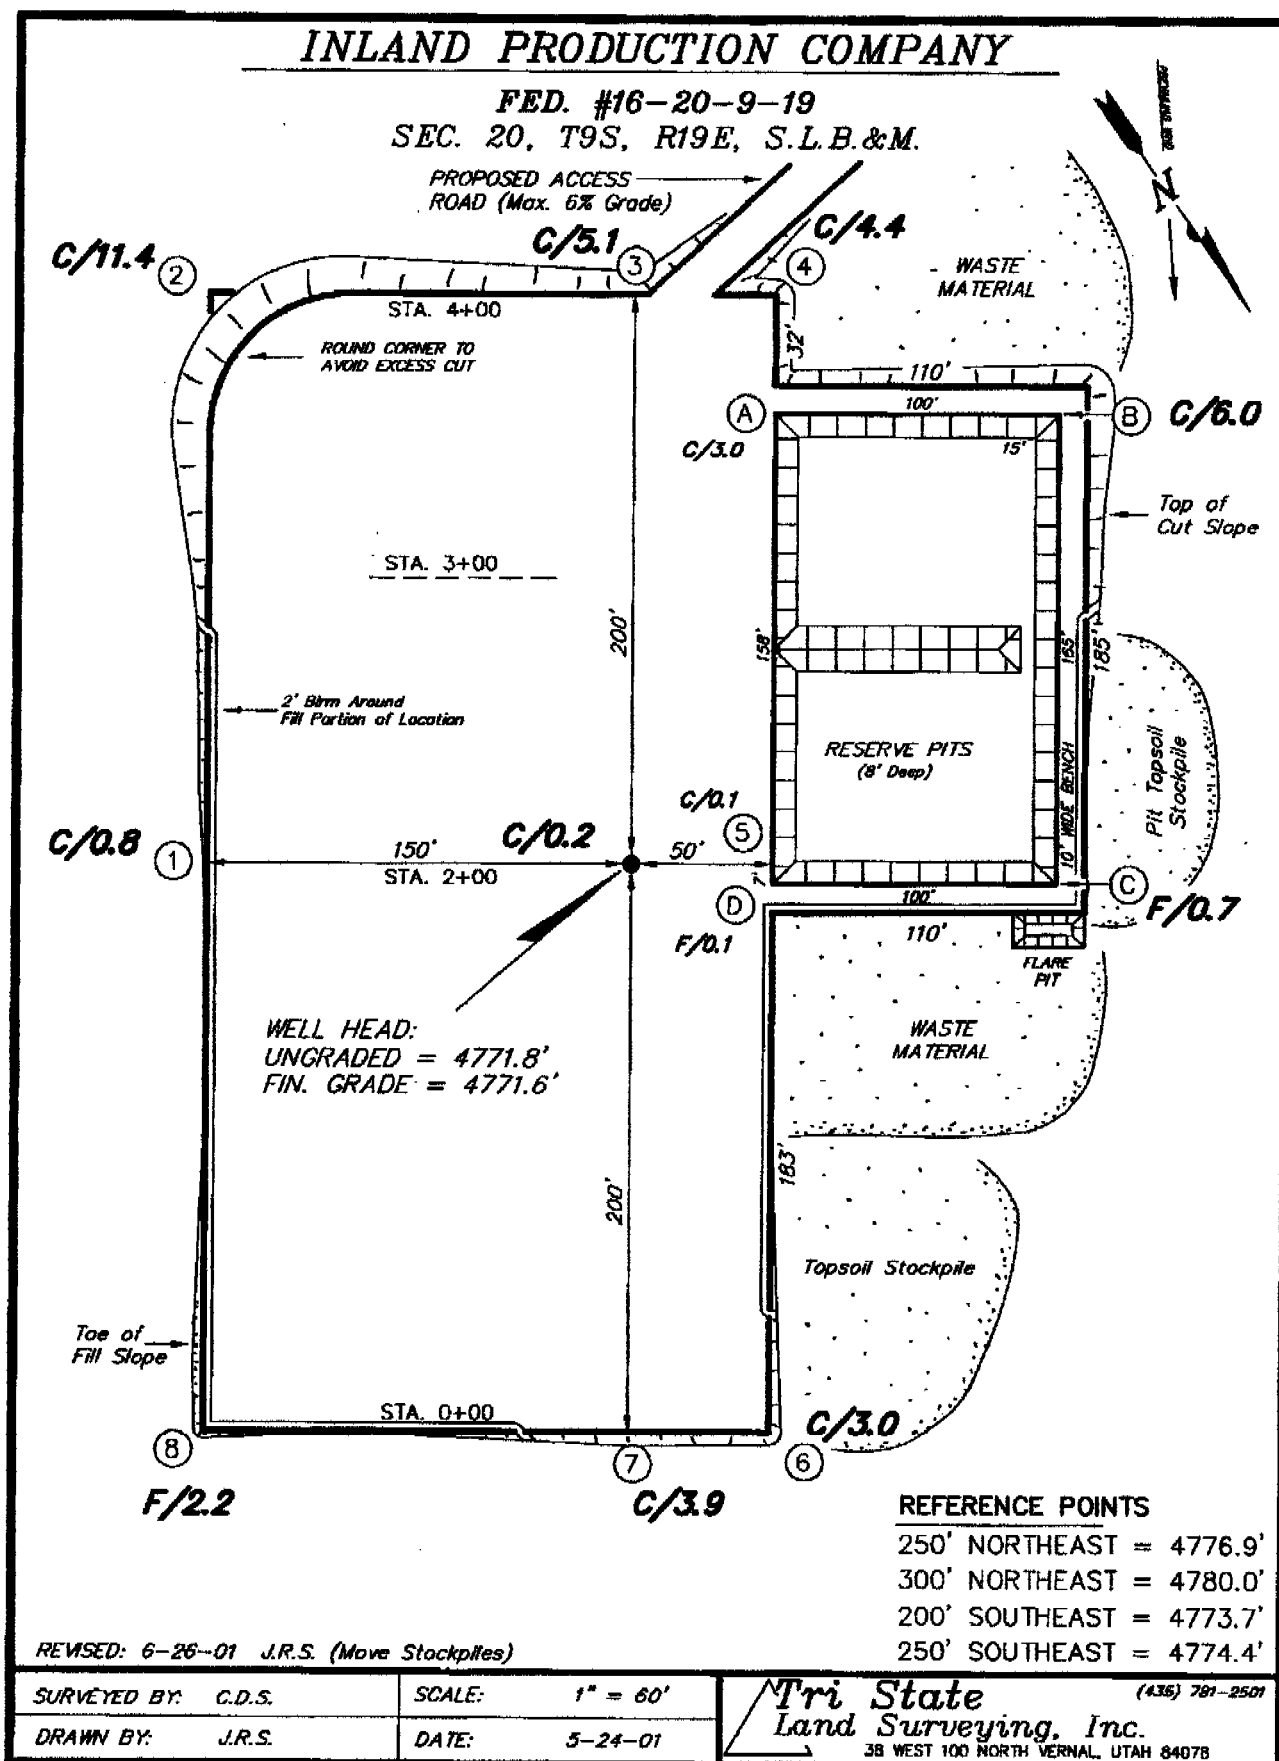 INLAND PRODUCTION COMPANY
FED. #16-20-9-19
SEC. 20, T9S, R19E, S.L.B.&M.
PROPOSED ACCESS
ROAD (Max. 6% Grade)
N
C/11.4
2
C/5.1
3
C/4.4
4
WASTE
MATERIAL
STA. 4+00
ROUND CORNER TO
AVOID EXCESS CUT
32'
110'
A
100'
B
C/6.0
C/3.0
15'
Top of
Cut Slope
STA. 3+00
200'
158'
165'
185'
2' Birm Around
Fill Portion of Location
RESERVE PITS
(8' Deep)
10' WIDE BENCH
Pit Topsoil
Stockpile
C/0.1
5
C/0.8
1
150'
C/0.2
50'
STA. 2+00
7'
D
100'
C
F/0.7
F/0.1
110'
FLARE
PIT
WELL HEAD:
UNGRADED = 4771.8'
FIN. GRADE = 4771.6'
WASTE
MATERIAL
183'
200'
Topsoil Stockpile
Toe of
Fill Slope
STA. 0+00
C/3.0
8
7
6
F/2.2
C/3.9
REFERENCE POINTS
250' NORTHEAST = 4776.9'
300' NORTHEAST = 4780.0'
200' SOUTHEAST = 4773.7'
250' SOUTHEAST = 4774.4'
REVISED: 6-26-01 J.R.S. (Move Stockpiles)
SURVEYED BY: C.D.S.
SCALE: 1" = 60'
DRAWN BY: J.R.S.
DATE: 5-24-01
Tri State
(435) 781-2501
Land Surveying, Inc.
38 WEST 100 NORTH VERNAL, UTAH 84078